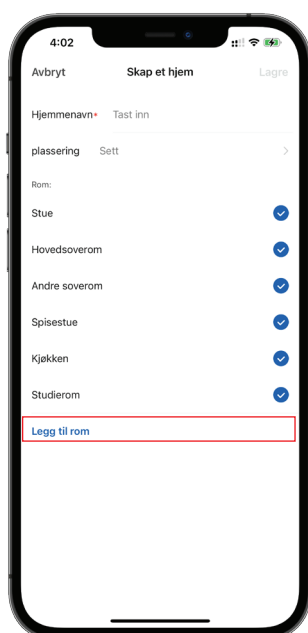 4:02
Avbryt Skap et hjem Lagre
Hjemmenavn* Tast inn
plassering Sett
Rom:
Stue
Hovedsoverom
Andre soverom
Spisestue
Kjøkken
Studierom
Legg til rom